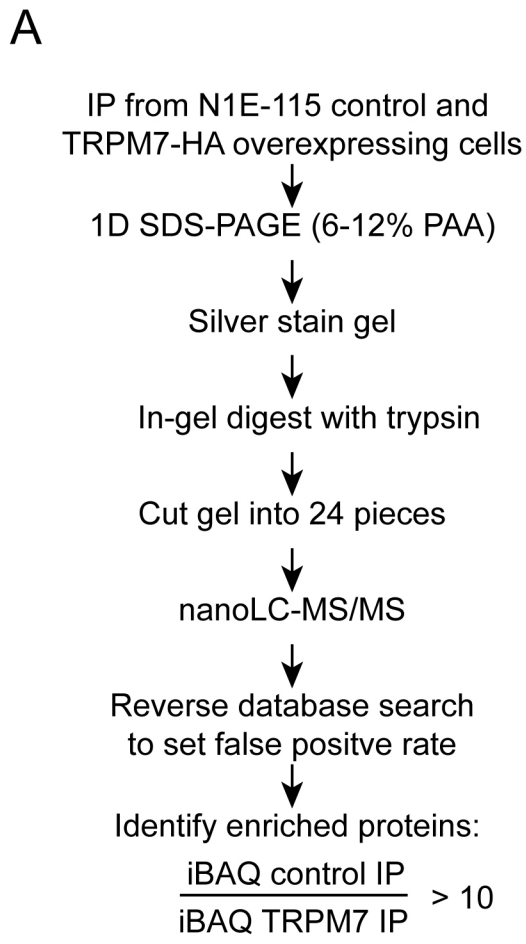 A
IP from N1E-115 control and
TRPM7-HA overexpressing cells
1D SDS-PAGE (6-12% PAA)
Silver stain gel
In-gel digest with trypsin
Cut gel into 24 pieces
nanoLC-MS/MS
Reverse database search
to set false positve rate
Identify enriched proteins:
iBAQ control IP
iBAQ TRPM7 IP
> 10